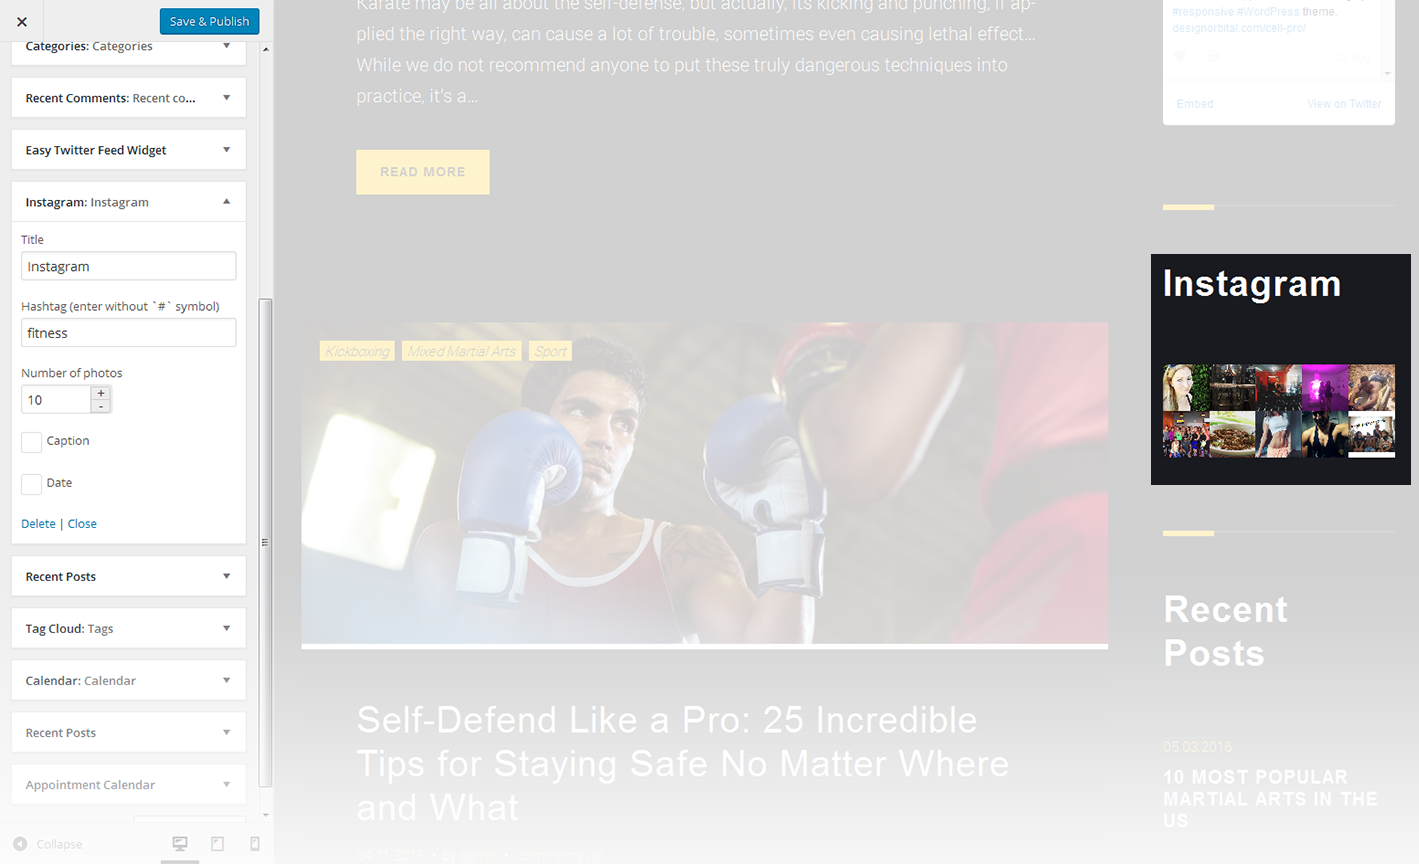 Save & Publish
Categories: Categories
Recent Comments: Recent co...
Easy Twitter Feed Widget
Instagram: Instagram
Title
Instagram
Hashtag (enter without `#` symbol)
fitness
Number of photos
10
+
-
Caption
Date
Delete | Close
Recent Posts
Tag Cloud: Tags
Calendar: Calendar
Recent Posts
Appointment Calendar
Collapse
Karate may be all about the self-defense, but actually, its kicking and punching, if ap-
plied the right way, can cause a lot of trouble, sometimes even causing lethal effect...
While we do not recommend anyone to put these truly dangerous techniques into
practice, it's a...
READ MORE
Kickboxing
Mixed Martial Arts
Sport
Self-Defend Like a Pro: 25 Incredible
Tips for Staying Safe No Matter Where
and What
#responsive #WordPress theme.
designorbital.com/cell-pro/
Embed
View on Twitter
Instagram
Recent
Posts
05.03.2016
10 MOST POPULAR
MARTIAL ARTS IN THE
US